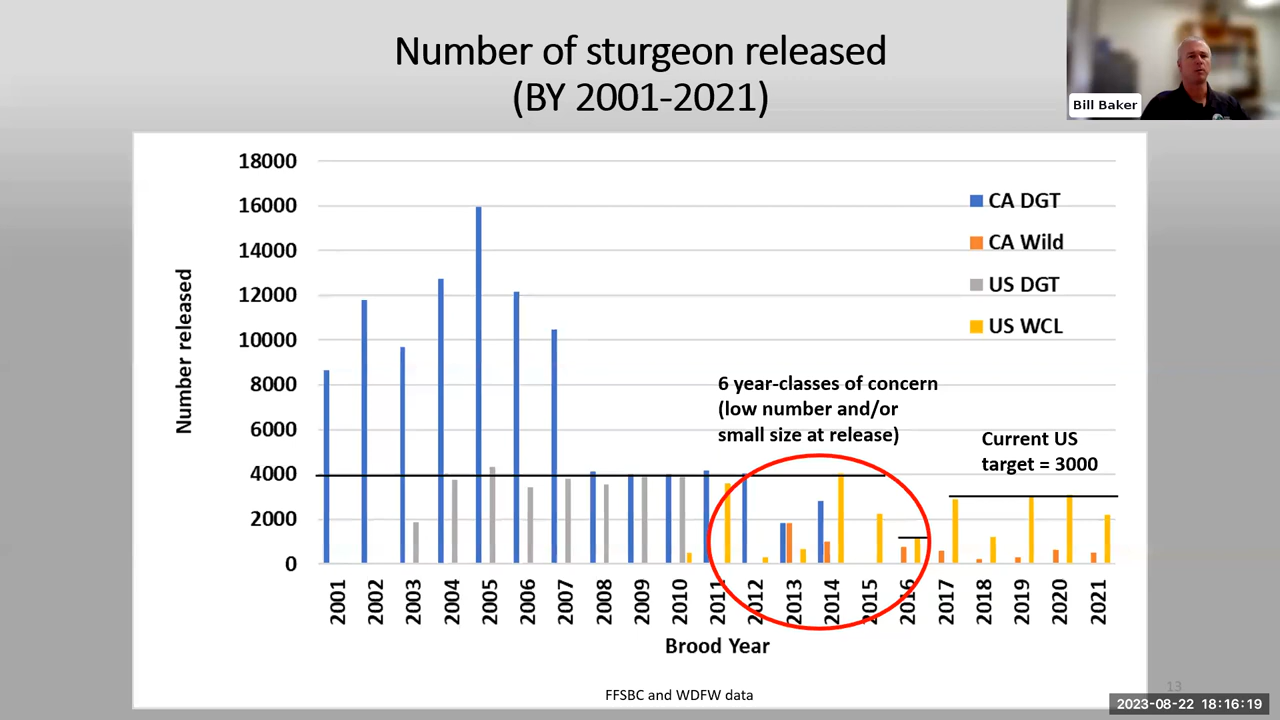 Number of sturgeon released
(BY 2001-2021)
Bill Baker
18000
16000
14000
12000
10000
8000
6000
4000
2000
0
Number released
CA DGT
CA Wild
US DGT
US WCL
6 year-classes of concern
(low number and/or
small size at release)
Current US
target = 3000
2001
2002
2003
2004
2005
2006
2007
2008
2009
2010
2011
2012
2013
2014
2015
2016
2017
2018
2019
2020
2021
Brood Year
FFSBC and WDFW data
13
2023-08-22 18:16:19